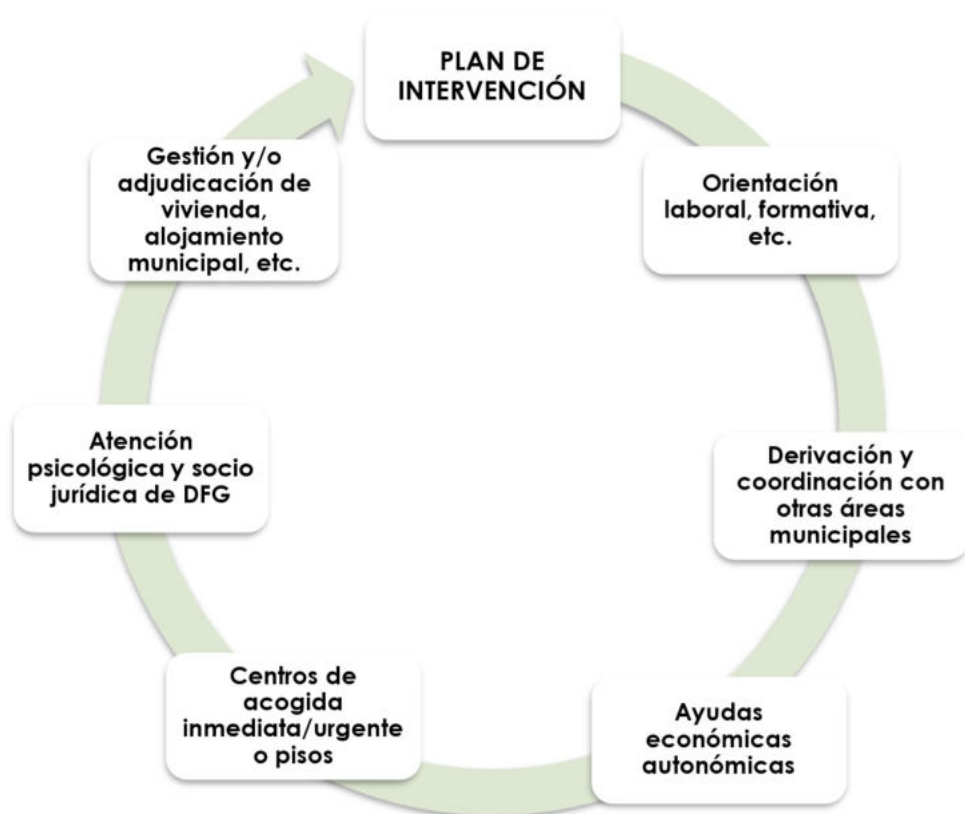 PLAN DE
INTERVENCIÓN
Orientación
laboral, formativa,
etc.
Derivación y
coordinación con
otras áreas
municipales
Ayudas
económicas
autonómicas
Centros de
acogida
inmediata/urgente
o pisos
Atención
psicológica y socio
jurídica de DFG
Gestión y/o
adjudicación de
vivienda,
alojamiento
municipal, etc.